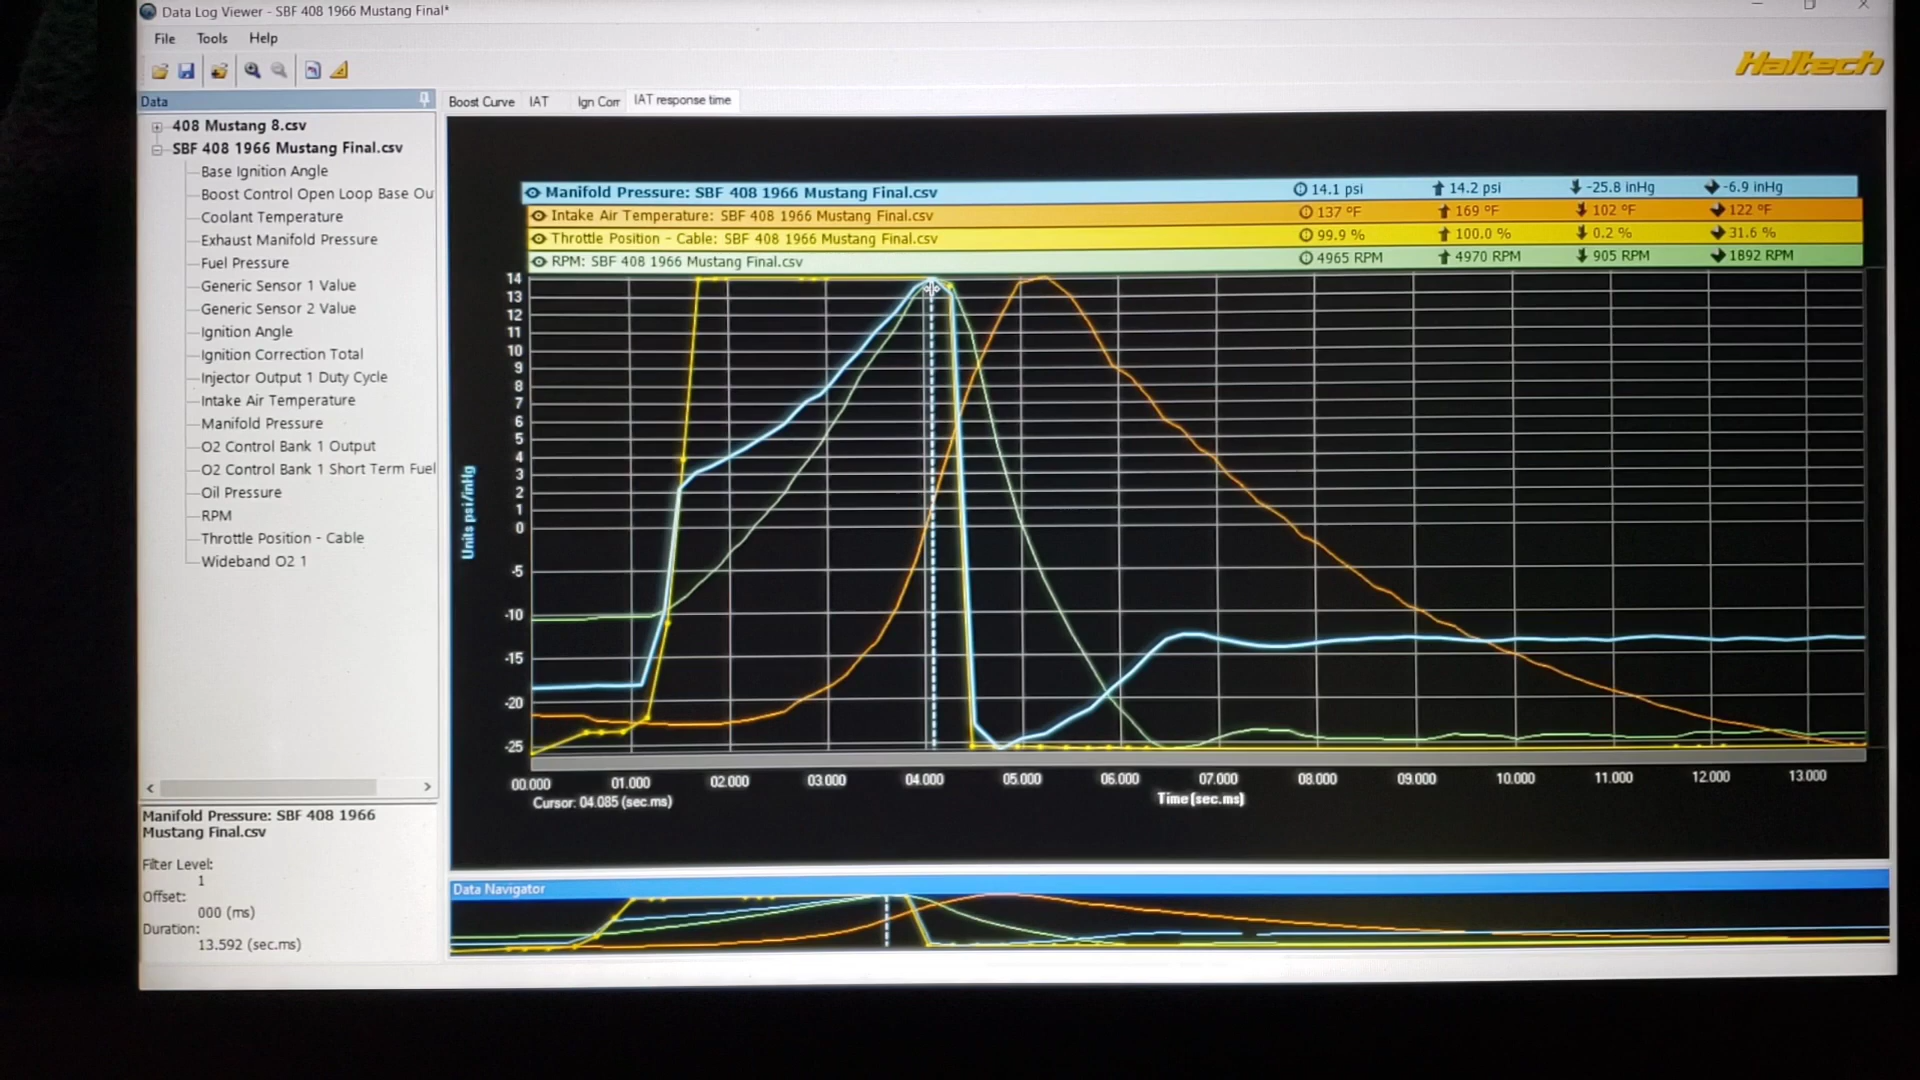 Data Log Viewer - SBF 408 1966 Mustang Final*
File Tools Help
Haltech
Data
Boost Curve IAT Ign Corr IAT response time
408 Mustang 8.csv
SBF 408 1966 Mustang Final.csv
Base Ignition Angle
Boost Control Open Loop Base Ou
Coolant Temperature
Exhaust Manifold Pressure
Fuel Pressure
Generic Sensor 1 Value
Generic Sensor 2 Value
Ignition Angle
Ignition Correction Total
Injector Output 1 Duty Cycle
Intake Air Temperature
Manifold Pressure
O2 Control Bank 1 Output
O2 Control Bank 1 Short Term Fuel
Oil Pressure
RPM
Throttle Position - Cable
Wideband O2 1
Manifold Pressure: SBF 408 1966
Mustang Final.csv
Filter Level:
1
Offset:
000 (ms)
Duration:
13.592 (sec.ms)
Manifold Pressure: SBF 408 1966 Mustang Final.csv 14.1 psi 14.2 psi -25.8 inHg -6.9 inHg
Intake Air Temperature: SBF 408 1966 Mustang Final.csv 137 °F 169 °F 102 °F 122 °F
Throttle Position - Cable: SBF 408 1966 Mustang Final.csv 99.9 % 100.0 % 0.2 % 31.6 %
RPM: SBF 408 1966 Mustang Final.csv 4965 RPM 4970 RPM 905 RPM 1892 RPM
14
13
12
11
10
9
8
7
6
5
4
3
2
1
0
-5
-10
-15
-20
-25
Units psi/inHg
00.000 01.000 02.000 03.000 04.000 05.000 06.000 07.000 08.000 09.000 10.000 11.000 12.000 13.000
Cursor: 04.085 (sec.ms)
Time(sec.ms)
Data Navigator